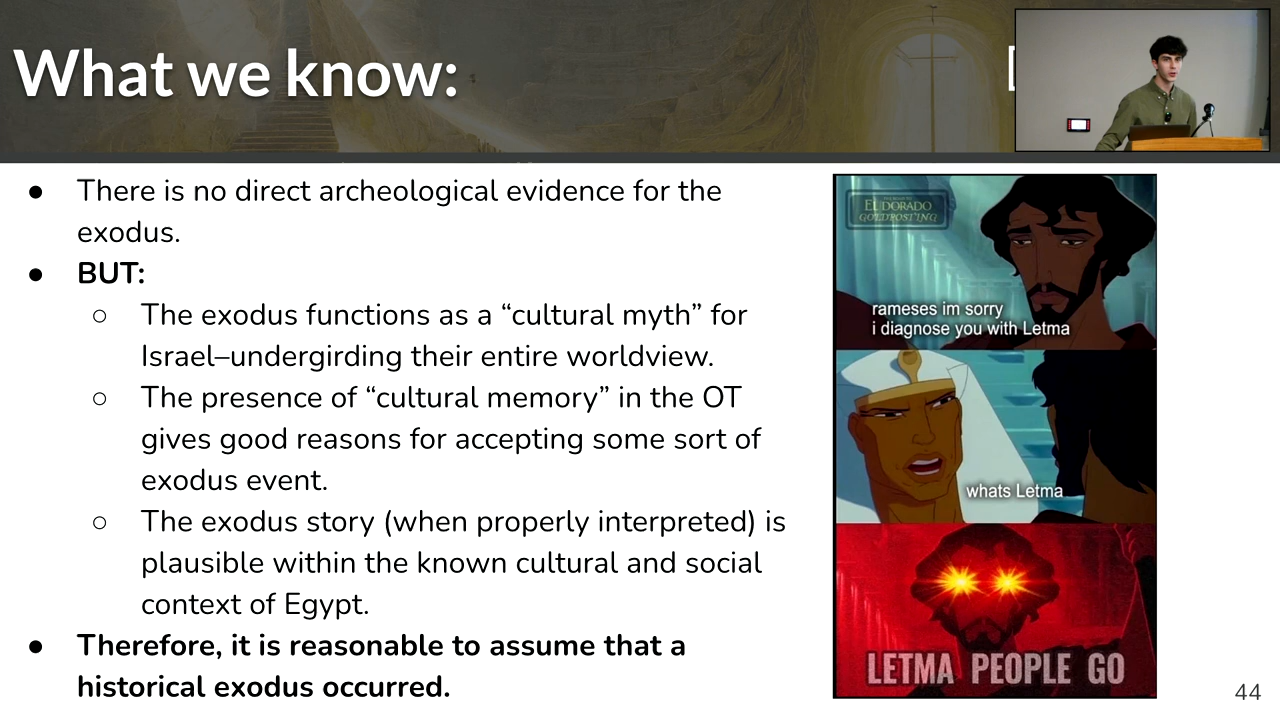 What we know:
● There is no direct archeological evidence for the
exodus.
● BUT:
○ The exodus functions as a “cultural myth” for
Israel–undergirding their entire worldview.
○ The presence of “cultural memory” in the OT
gives good reasons for accepting some sort of
exodus event.
○ The exodus story (when properly interpreted) is
plausible within the known cultural and social
context of Egypt.
● Therefore, it is reasonable to assume that a
historical exodus occurred.
ELDORADO
GOLDPOSTING
rameses im sorry
i diagnose you with Letma
whats Letma
LETMA PEOPLE GO
44